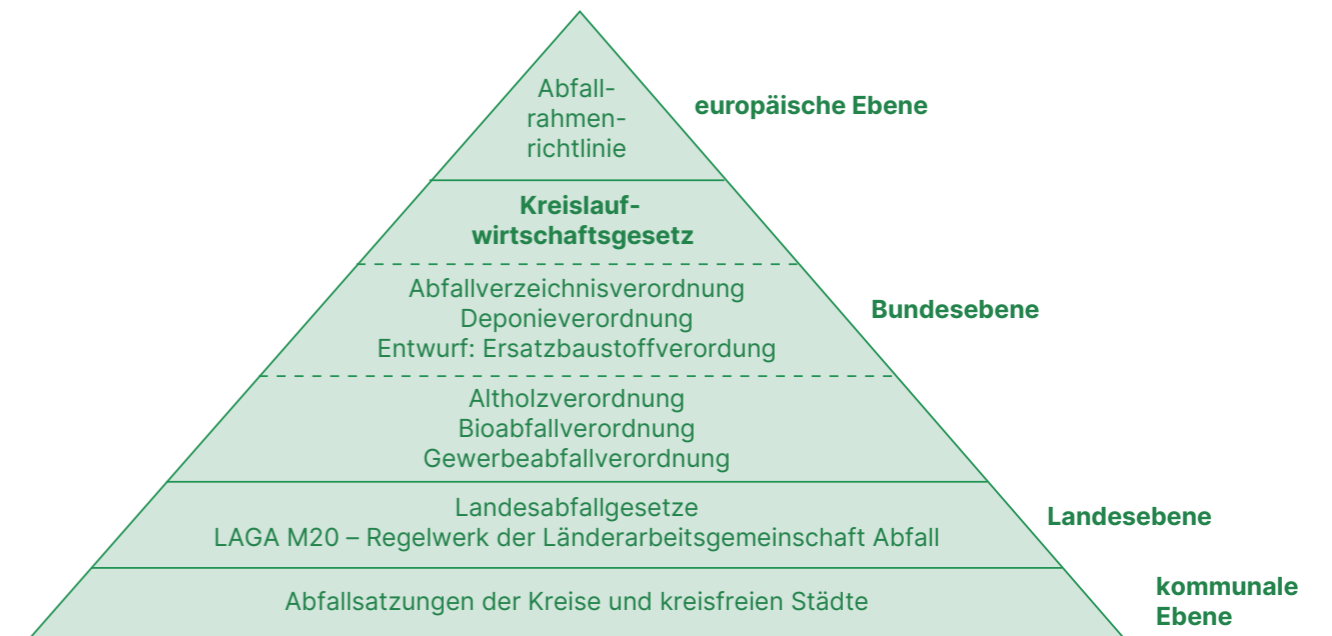 Abfall-
rahmen-
richtlinie
europäische Ebene
Kreislauf-
wirtschaftsgesetz
Abfallverzeichnisverordnung
Deponieverordnung
Entwurf: Ersatzbaustoffverordung
Bundesebene
Altholzverordnung
Bioabfallverordnung
Gewerbeabfallverordnung
Landesabfallgesetze
LAGA M20 – Regelwerk der Länderarbeitsgemeinschaft Abfall
Landesebene
Abfallsatzungen der Kreise und kreisfreien Städte
kommunale
Ebene